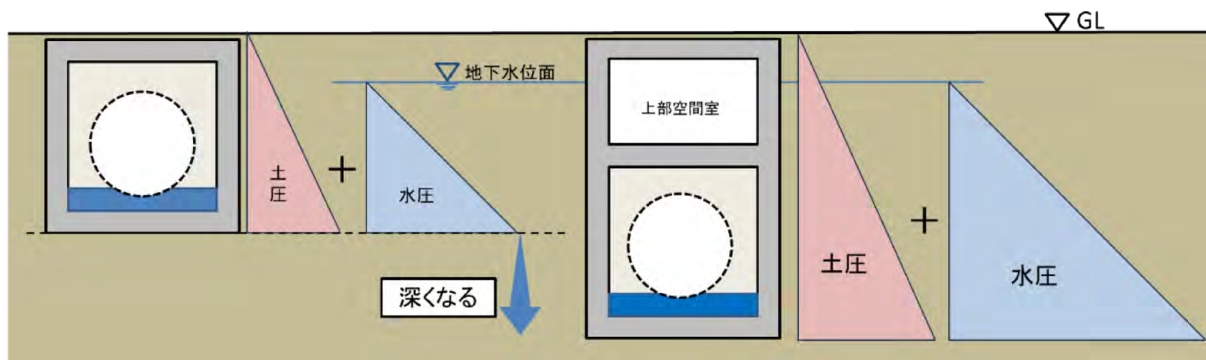 ▽ GL
▽ 地下水位面
上部空間室
土
圧
+
水圧
深くなる
土圧
+
水圧